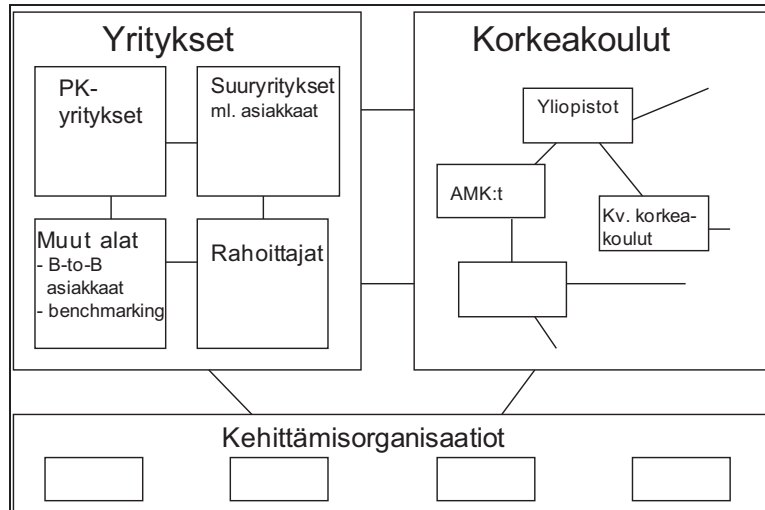 Yritykset
PK-
yritykset
Suuryritykset
ml. asiakkaat
Muut alat
- B-to-B
asiakkaat
- benchmarking
Rahoittajat
Korkeakoulut
Yliopistot
AMK:t
Kv. korkea-
koulut
Kehittämisorganisaatiot